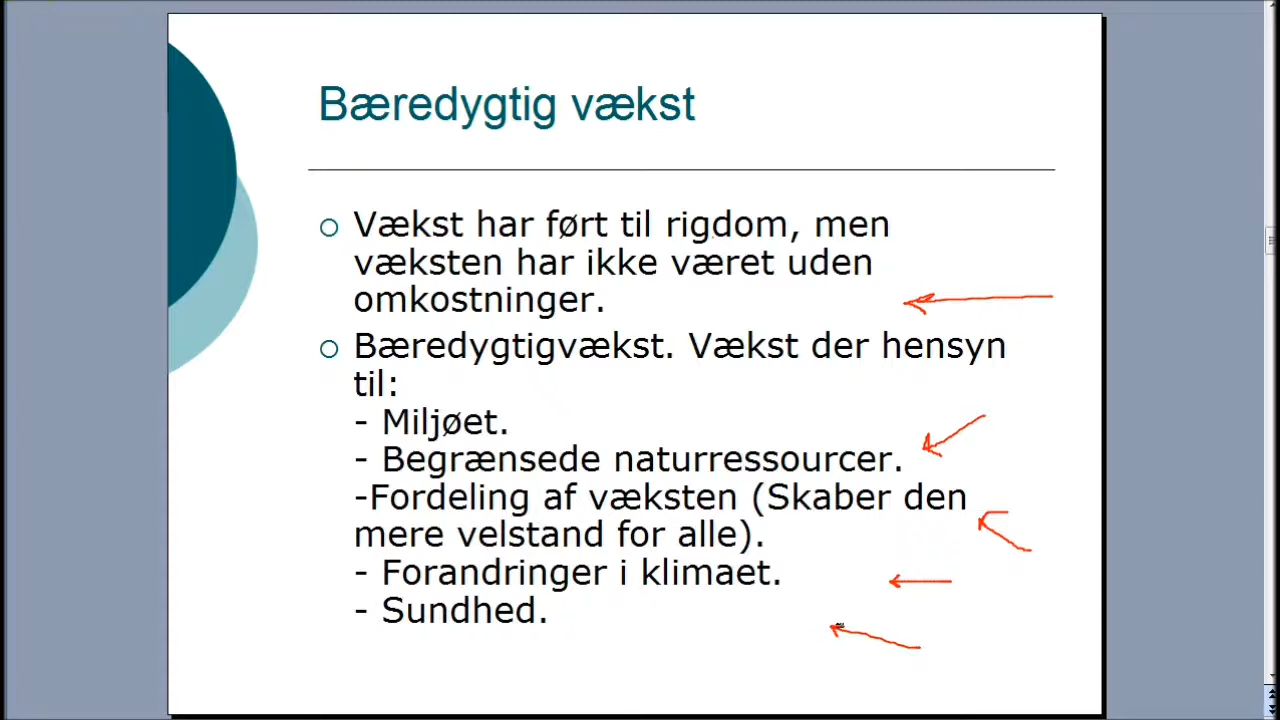 Bæredygtig vækst
Vækst har ført til rigdom, men
væksten har ikke været uden
omkostninger.
Bæredygtigvækst. Vækst der hensyn
til:
- Miljøet.
- Begrænsede naturressourcer.
-Fordeling af væksten (Skaber den
mere velstand for alle).
- Forandringer i klimaet.
- Sundhed.